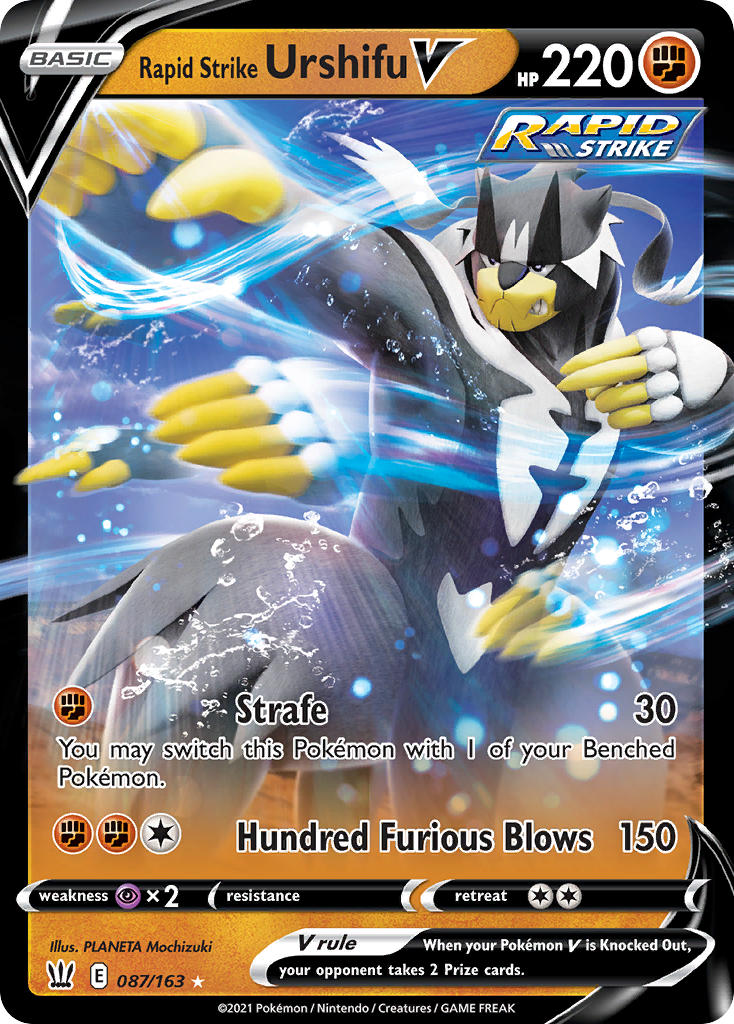 BASIC
Rapid Strike Urshifu V
HP 220
RAPID
STRIKE
Strafe 30
You may switch this Pokémon with 1 of your Benched
Pokémon.
Hundred Furious Blows 150
weakness ×2 resistance retreat
Illus. PLANETA Mochizuki
V rule When your Pokémon V is Knocked Out,
your opponent takes 2 Prize cards.
E 087/163 ★
©2021 Pokémon / Nintendo / Creatures / GAME FREAK